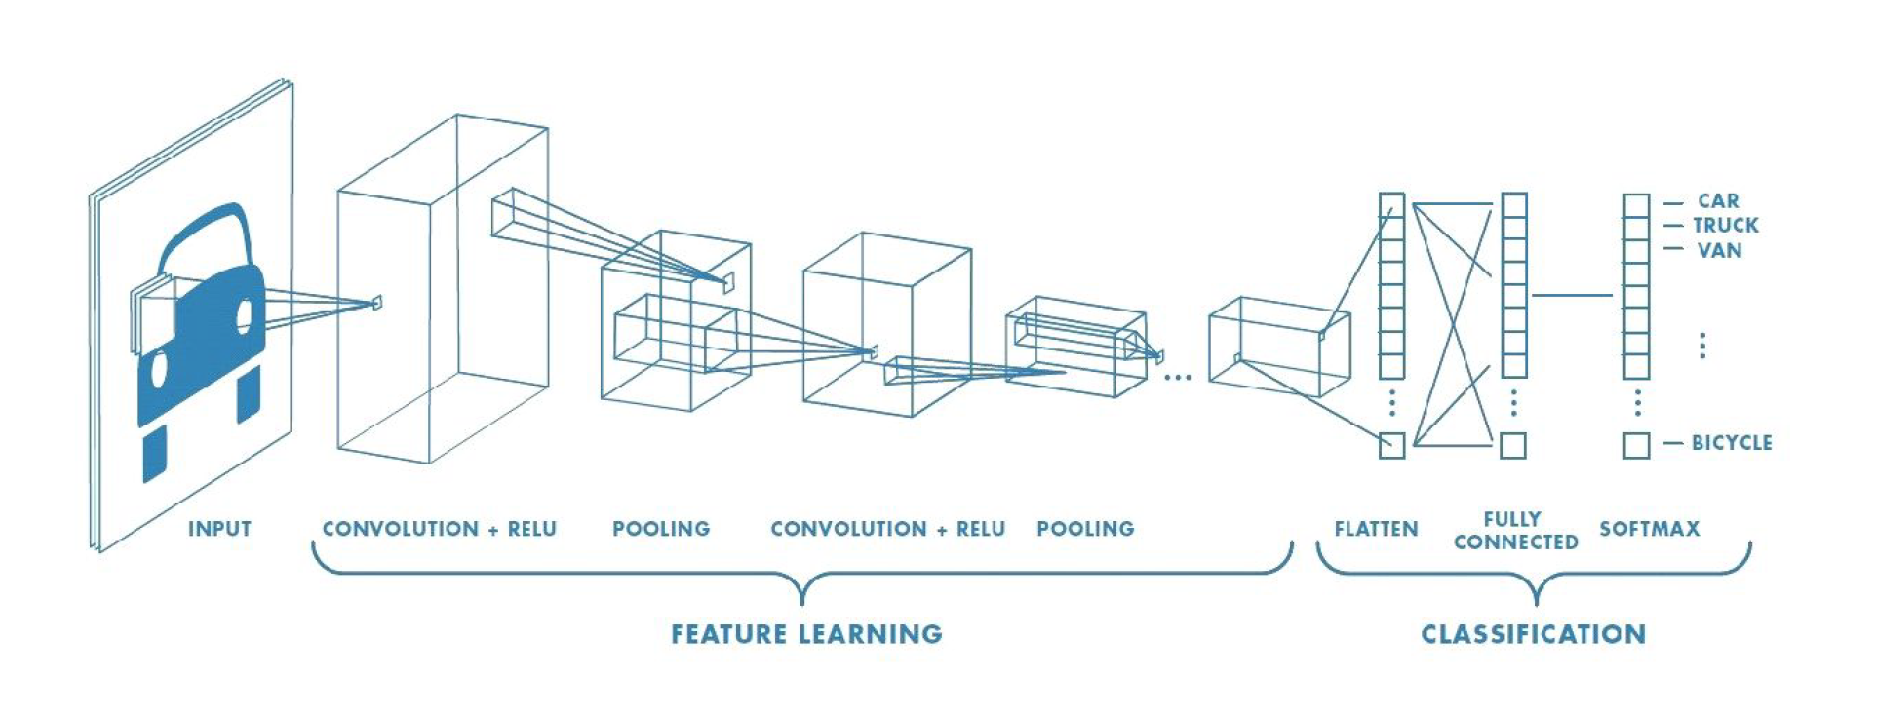 CAR
TRUCK
VAN
BICYCLE
INPUT
CONVOLUTION + RELU
POOLING
CONVOLUTION + RELU
POOLING
FLATTEN
FULLY
CONNECTED
SOFTMAX
FEATURE LEARNING
CLASSIFICATION